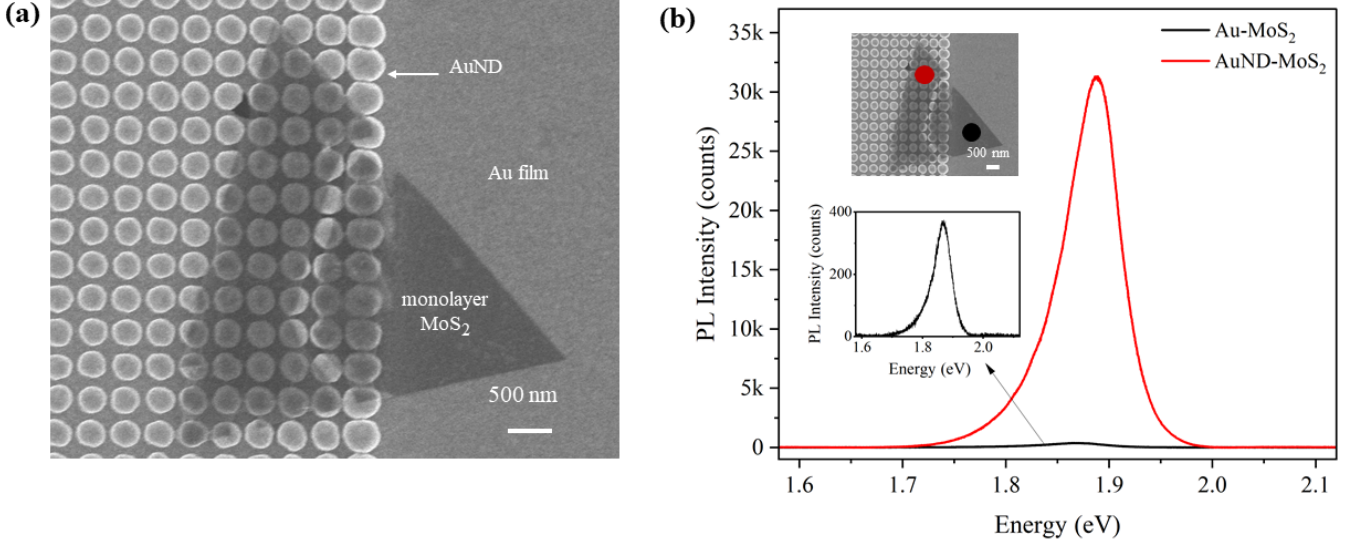 (a)
AuND
Au film
monolayer
MoS₂
500 nm
(b)
35k
30k
25k
20k
15k
10k
5k
0
PL Intensity (counts)
1.6 1.7 1.8 1.9 2.0 2.1
Energy (eV)
Au-MoS₂
AuND-MoS₂
500 nm
400
200
0
PL Intensity (counts)
1.6 1.8 2.0
Energy (eV)